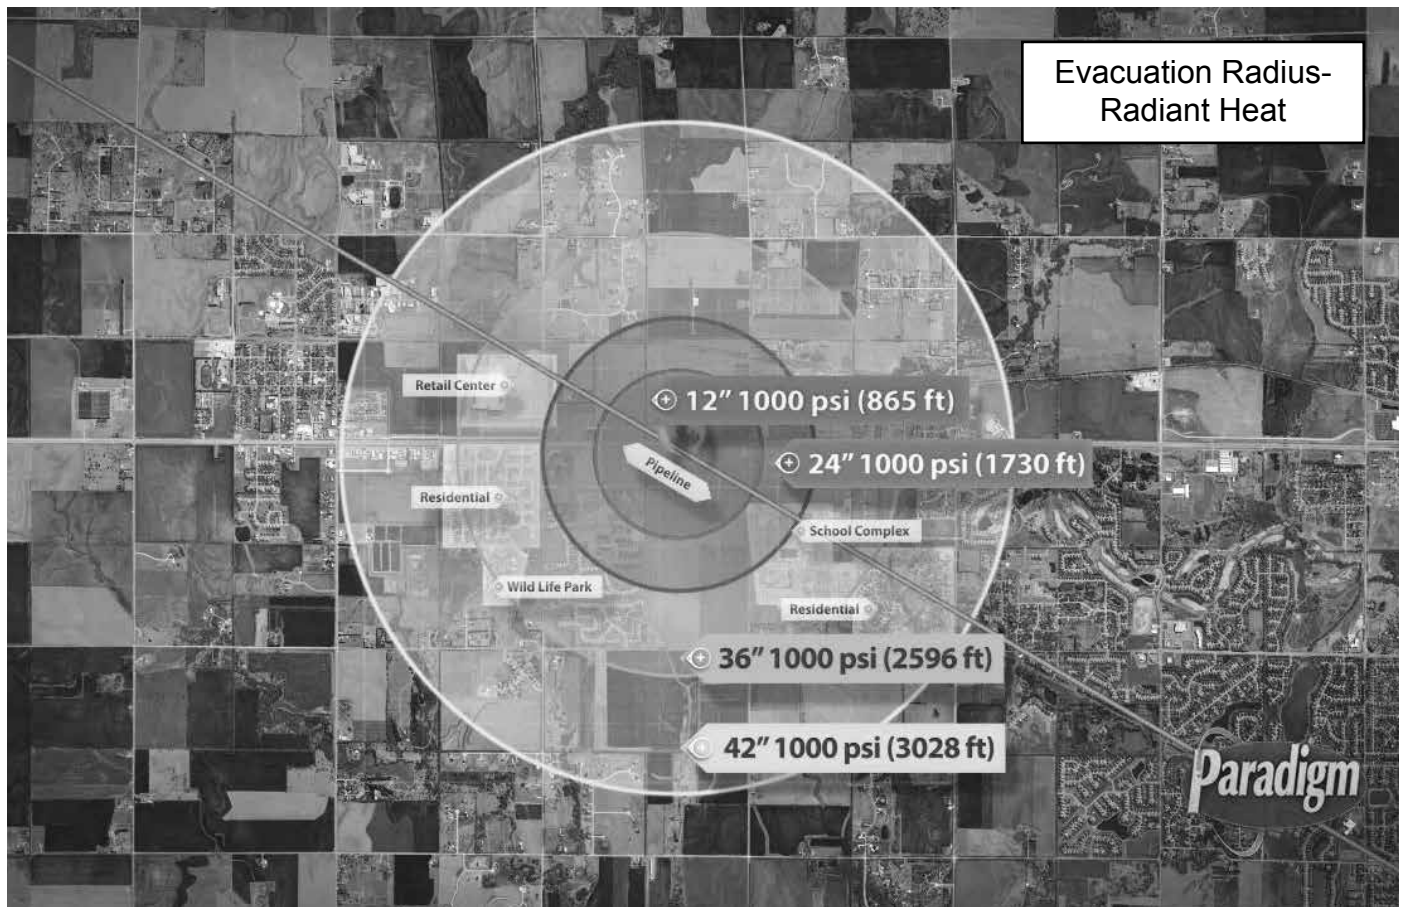 Evacuation Radius-
Radiant Heat
Retail Center
12” 1000 psi (865 ft)
24” 1000 psi (1730 ft)
Pipeline
Residential
School Complex
Wild Life Park
Residential
36” 1000 psi (2596 ft)
42” 1000 psi (3028 ft)
Paradigm